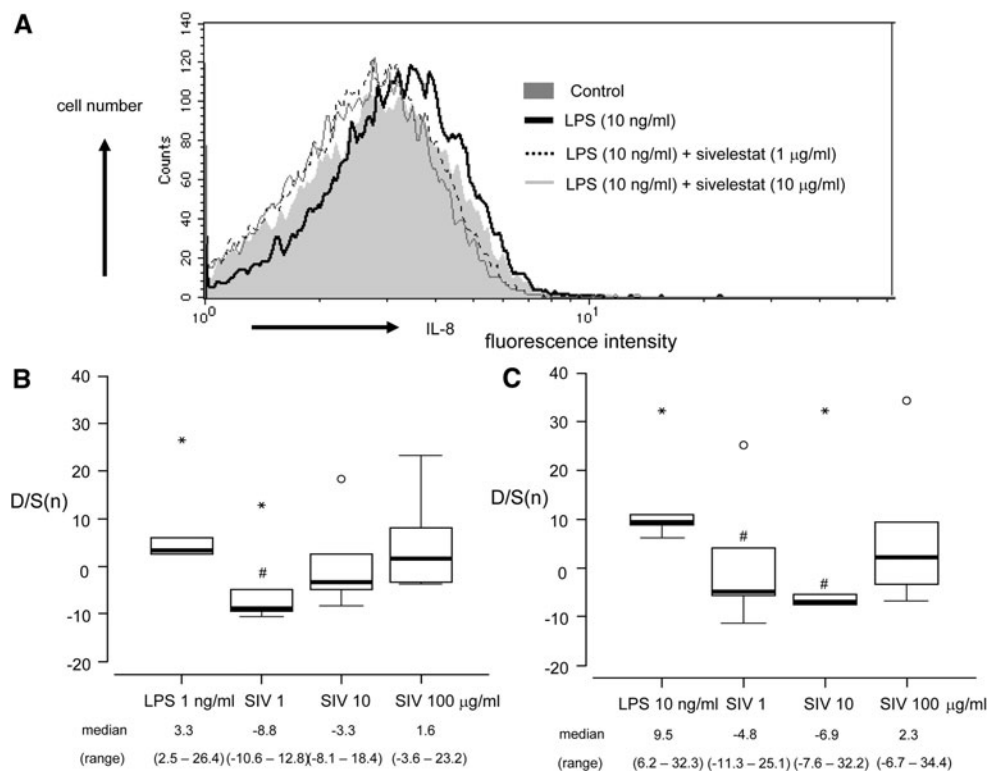 A
140
120
100
80
60
40
20
0
Counts
cell number
Control
LPS (10 ng/ml)
LPS (10 ng/ml) + sivelestat (1 μg/ml)
LPS (10 ng/ml) + sivelestat (10 μg/ml)
10⁰
10¹
IL-8
fluorescence intensity
B
40
30
20
10
0
-10
-20
D/S(n)
*
*
#
LPS 1 ng/ml SIV 1 SIV 10 SIV 100 μg/ml
median 3.3 -8.8 -3.3 1.6
(range) (2.5 – 26.4) (-10.6 – 12.8) (-8.1 – 18.4) (-3.6 – 23.2)
C
40
30
20
10
0
-10
-20
D/S(n)
*
*
#
#
LPS 10 ng/ml SIV 1 SIV 10 SIV 100 μg/ml
median 9.5 -4.8 -6.9 2.3
(range) (6.2 – 32.3) (-11.3 – 25.1) (-7.6 – 32.2) (-6.7 – 34.4)